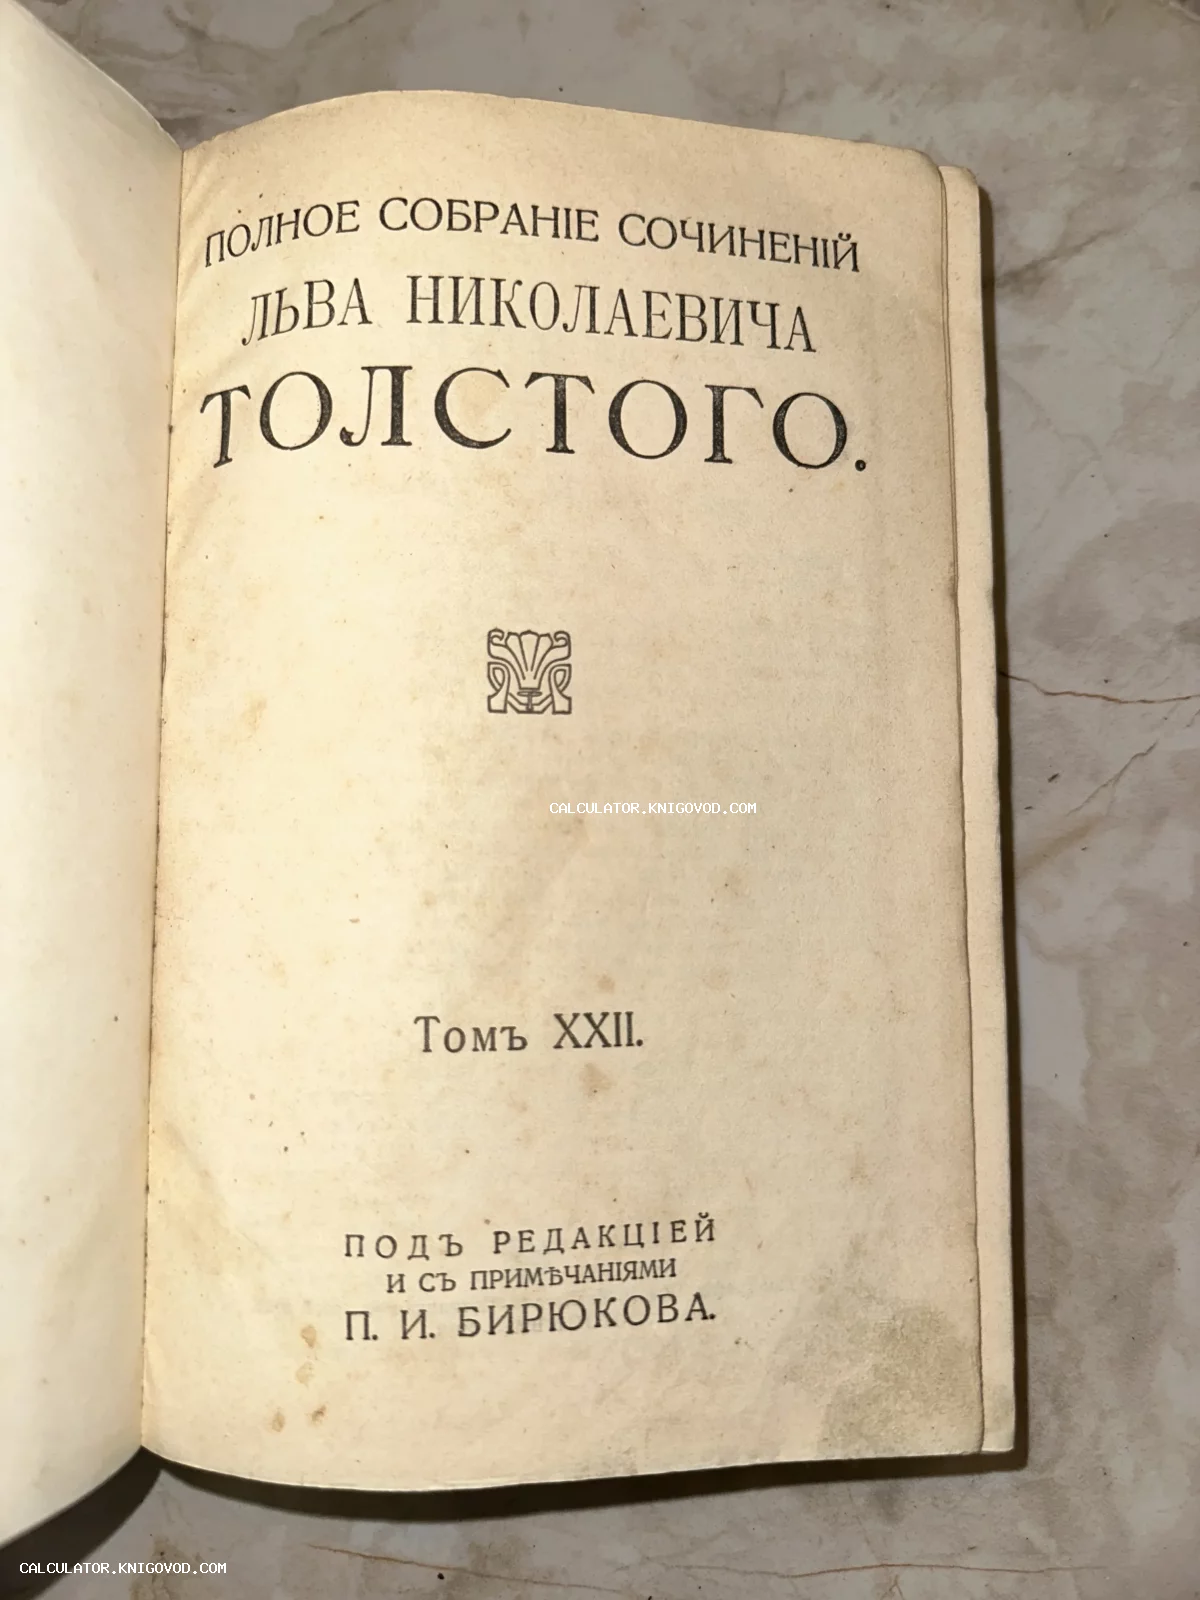 ПОЛНОЕ СОБРАНІЕ СОЧИНЕНІЙ
ЛЬВА НИКОЛАЕВИЧА
ТОЛСТОГО.
CALCULATOR.KNIGOVOD.COM
Томъ XXII.
ПОДЪ РЕДАКЦІЕЙ
И СЪ ПРИМѢЧАНІЯМИ
П. И. БИРЮКОВА.
CALCULATOR.KNIGOVOD.COM